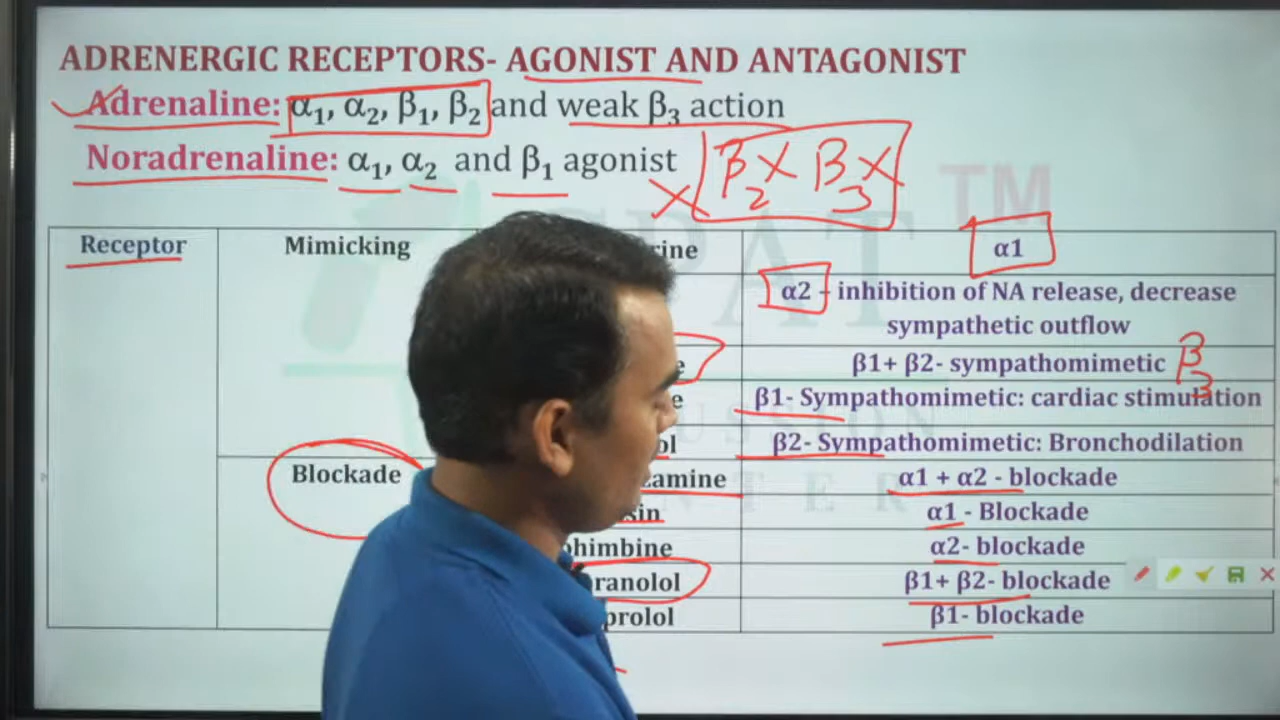 ADRENERGIC RECEPTORS- AGONIST AND ANTAGONIST
Adrenaline: α₁, α₂, β₁, β₂ and weak β₃ action
Noradrenaline: α₁, α₂ and β₁ agonist
β₂ X β₃ X
TM
Receptor Mimicking α1
α2 - inhibition of NA release, decrease
sympathetic outflow
β1+ β2- sympathomimetic β3
β1- Sympathomimetic: cardiac stimulation
β2- Sympathomimetic: Bronchodilation
Blockade α1 + α2 - blockade
α1 - Blockade
α2- blockade
β1+ β2- blockade
β1- blockade